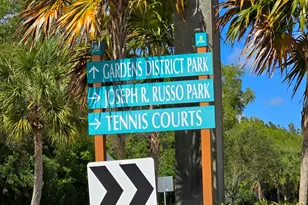 GARDENS DISTRICT PARK
JOSEPH R. RUSSO PARK
TENNIS COURTS